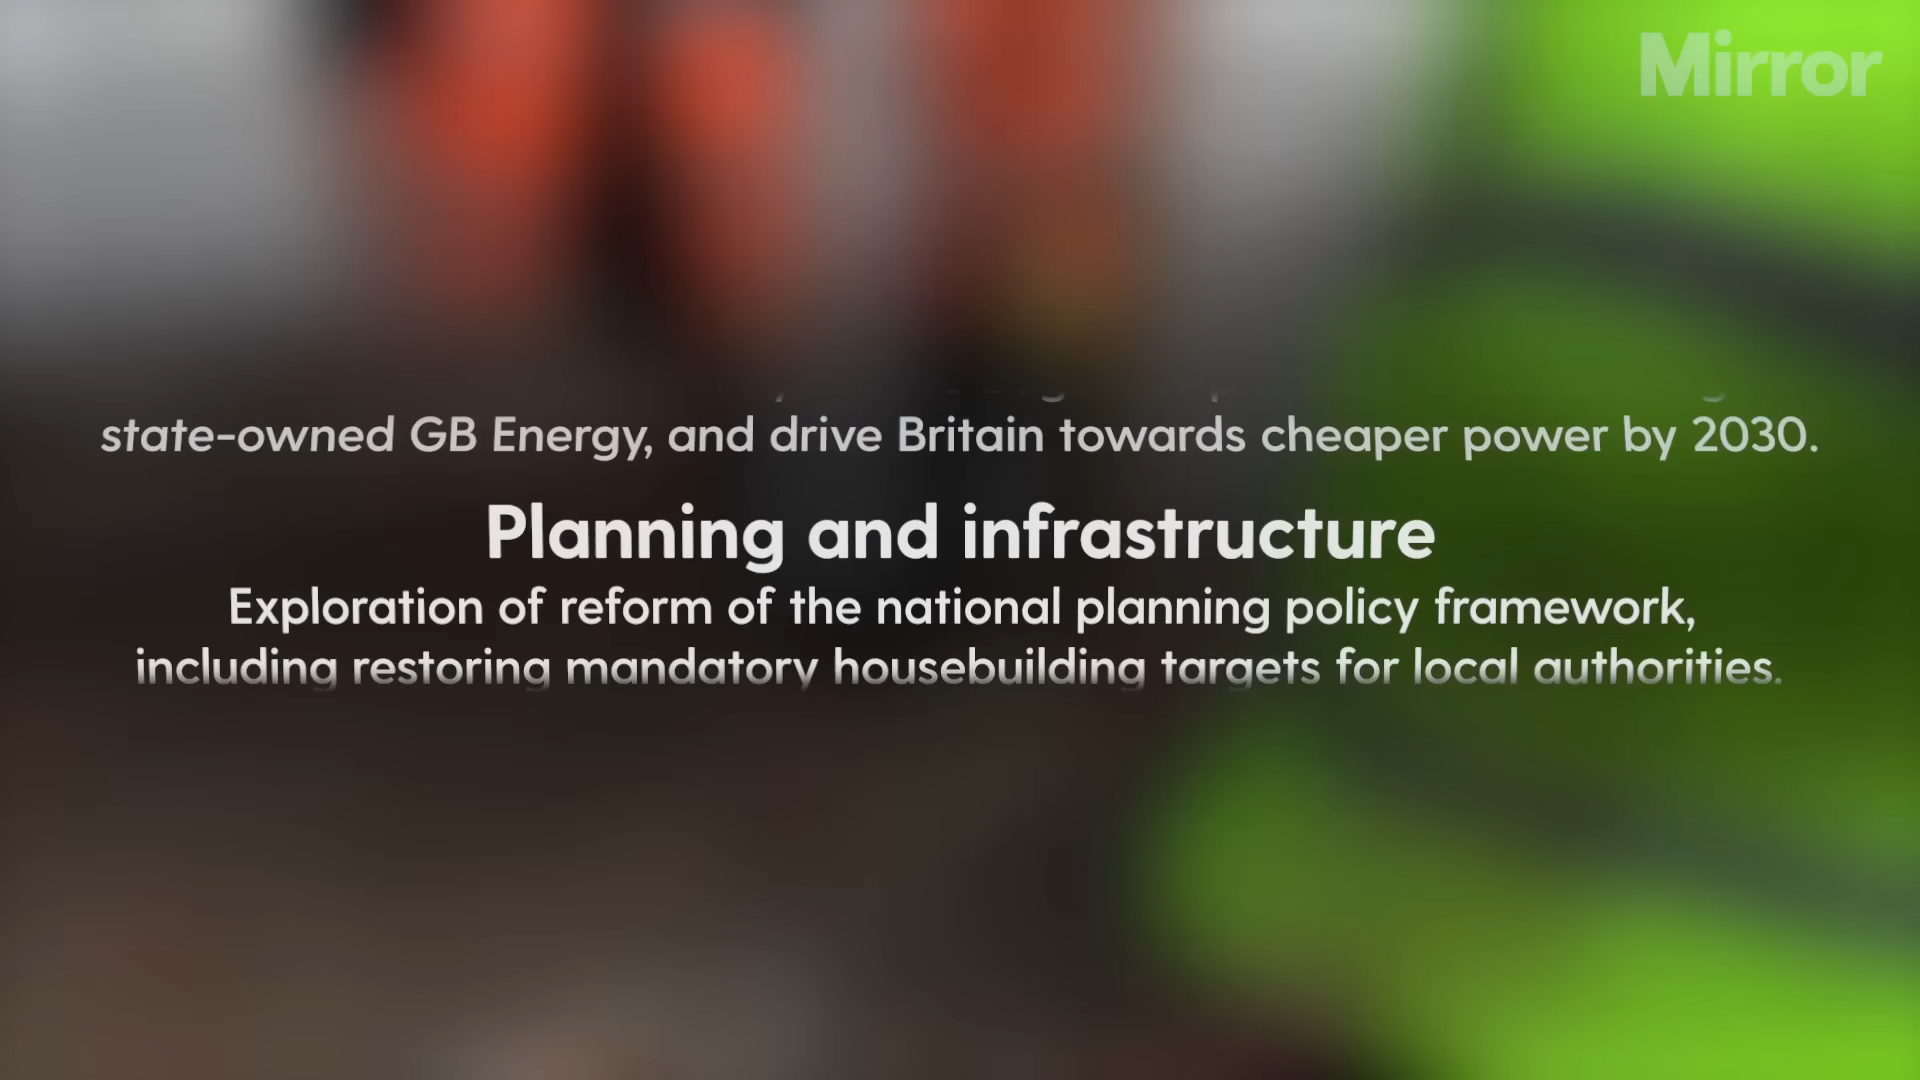 Mirror
state-owned GB Energy, and drive Britain towards cheaper power by 2030.
Planning and infrastructure
Exploration of reform of the national planning policy framework,
including restoring mandatory housebuilding targets for local authorities.